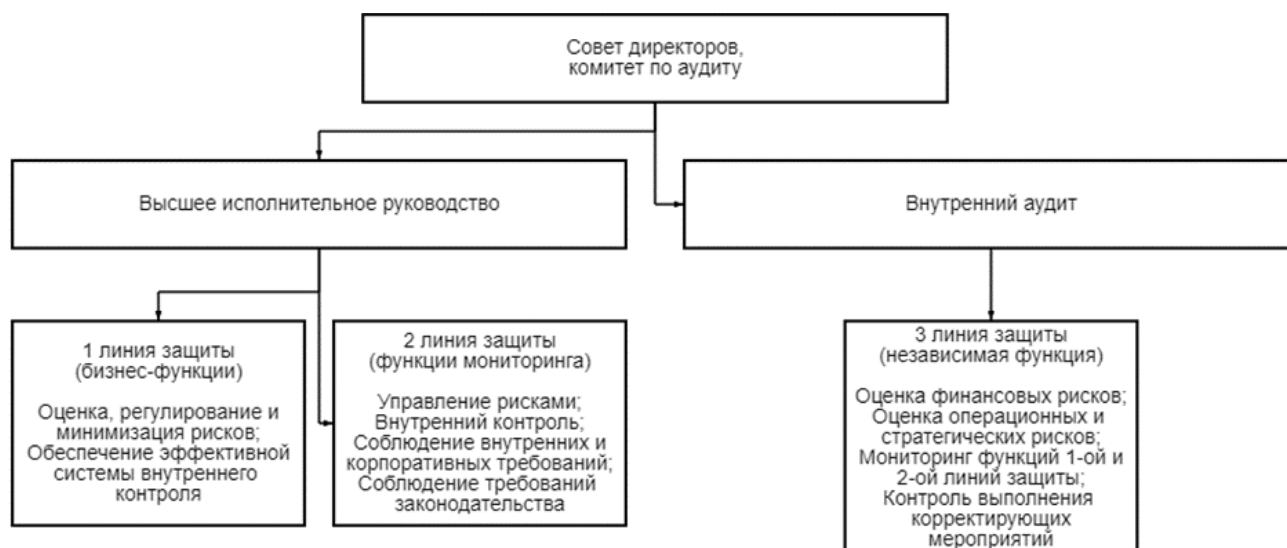 Совет директоров,
комитет по аудиту
Высшее исполнительное руководство
Внутренний аудит
1 линия защиты
(бизнес-функции)
Оценка, регулирование и
минимизация рисков;
Обеспечение эффективной
системы внутреннего
контроля
2 линия защиты
(функции мониторинга)
Управление рисками;
Внутренний контроль;
Соблюдение внутренних и
корпоративных требований;
Соблюдение требований
законодательства
3 линия защиты
(независимая функция)
Оценка финансовых рисков;
Оценка операционных и
стратегических рисков;
Мониторинг функций 1-ой и
2-ой линий защиты;
Контроль выполнения
корректирующих
мероприятий